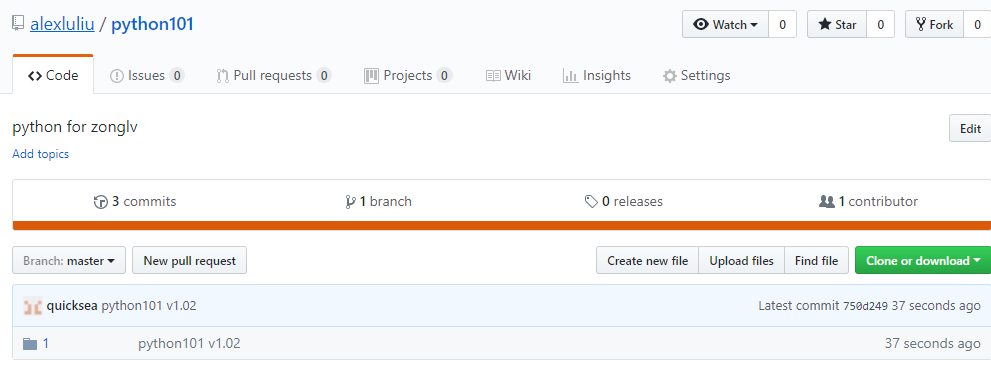 alexluliu / python101 Watch 0 Star 0 Fork 0
Code Issues 0 Pull requests 0 Projects 0 Wiki Insights Settings
python for zonglv Edit
Add topics
3 commits 1 branch 0 releases 1 contributor
Branch: master New pull request Create new file Upload files Find file Clone or download
quicksea python101 v1.02 Latest commit 750d249 37 seconds ago
1 python101 v1.02 37 seconds ago